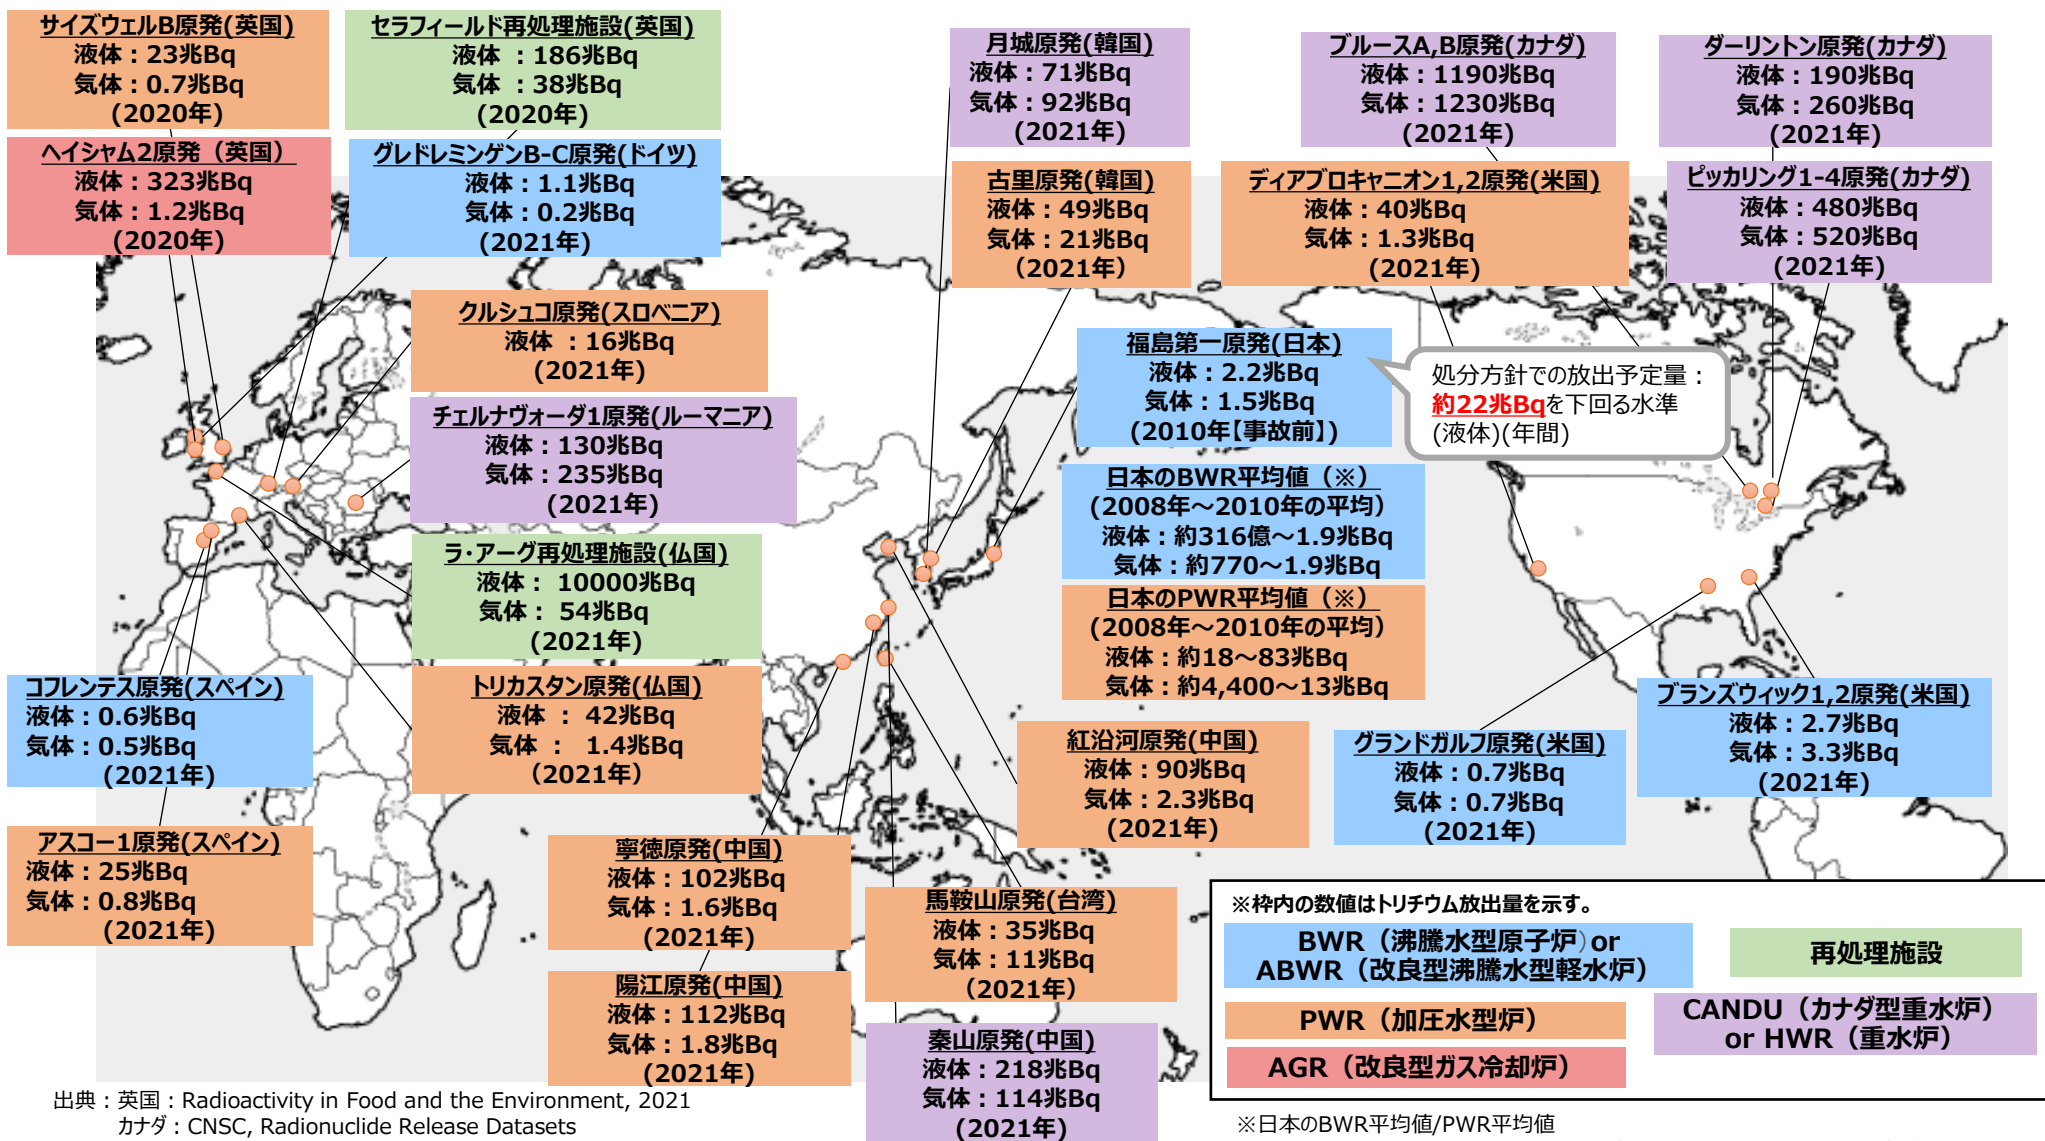 サイズウェルB原発(英国)
液体：23兆Bq
気体：0.7兆Bq
(2020年)
セラフィールド再処理施設(英国)
液体 ：186兆Bq
気体 ：38兆Bq
(2020年)
月城原発(韓国)
液体：71兆Bq
気体：92兆Bq
(2021年)
ブルースA,B原発(カナダ)
液体：1190兆Bq
気体：1230兆Bq
(2021年)
ダーリントン原発(カナダ)
液体：190兆Bq
気体：260兆Bq
(2021年)
ヘイシャム2原発（英国）
液体：323兆Bq
気体：1.2兆Bq
(2020年)
グレドレミンゲンB-C原発(ドイツ)
液体：1.1兆Bq
気体：0.2兆Bq
(2021年)
古里原発(韓国)
液体：49兆Bq
気体：21兆Bq
（2021年）
ディアブロキャニオン1,2原発(米国)
液体：40兆Bq
気体：1.3兆Bq
(2021年)
ピッカリング1-4原発(カナダ)
液体：480兆Bq
気体：520兆Bq
(2021年)
クルシュコ原発(スロベニア)
液体 ：16兆Bq
(2021年)
福島第一原発(日本)
液体：2.2兆Bq
気体：1.5兆Bq
(2010年【事故前】)
処分方針での放出予定量：
約22兆Bqを下回る水準
(液体)(年間)
チェルナヴォーダ1原発(ルーマニア)
液体：130兆Bq
気体：235兆Bq
(2021年)
日本のBWR平均値（※）
(2008年～2010年の平均)
液体：約316億～1.9兆Bq
気体：約770～1.9兆Bq
ラ・アーグ再処理施設(仏国)
液体： 10000兆Bq
気体： 54兆Bq
(2021年)
日本のPWR平均値（※）
(2008年～2010年の平均)
液体：約18～83兆Bq
気体：約4,400～13兆Bq
コフレンテス原発(スペイン)
液体：0.6兆Bq
気体：0.5兆Bq
(2021年)
トリカスタン原発(仏国)
液体 ： 42兆Bq
気体 ： 1.4兆Bq
（2021年）
紅沿河原発(中国)
液体：90兆Bq
気体：2.3兆Bq
(2021年)
グランドガルフ原発(米国)
液体：0.7兆Bq
気体：0.7兆Bq
(2021年)
ブランズウィック1,2原発(米国)
液体：2.7兆Bq
気体：3.3兆Bq
(2021年)
アスコー1原発(スペイン)
液体：25兆Bq
気体：0.8兆Bq
(2021年)
寧徳原発(中国)
液体：102兆Bq
気体：1.6兆Bq
(2021年)
馬鞍山原発(台湾)
液体：35兆Bq
気体：11兆Bq
（2021年）
陽江原発(中国)
液体：112兆Bq
気体：1.8兆Bq
(2021年)
秦山原発(中国)
液体：218兆Bq
気体：114兆Bq
(2021年)
※枠内の数値はトリチウム放出量を示す。
BWR（沸騰水型原子炉）or
ABWR（改良型沸騰水型軽水炉）
再処理施設
PWR（加圧水型炉）
CANDU（カナダ型重水炉）
or HWR（重水炉）
AGR（改良型ガス冷却炉）
出典：英国：Radioactivity in Food and the Environment, 2021
カナダ：CNSC, Radionuclide Release Datasets
※日本のBWR平均値/PWR平均値